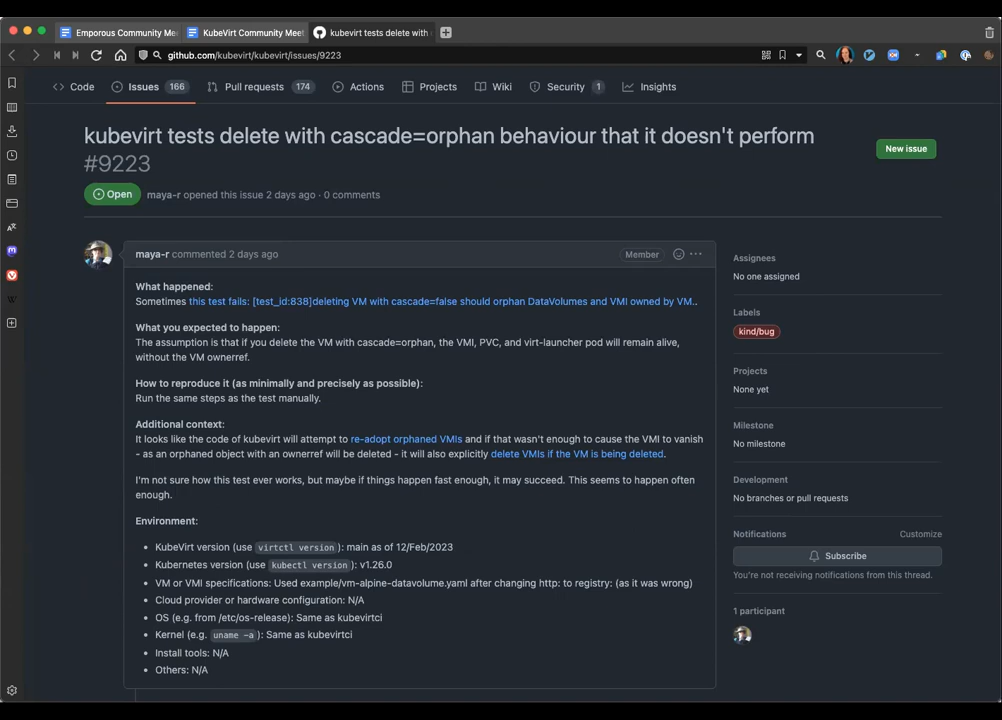 Emporous Community Me
KubeVirt Community Meet
kubevirt tests delete with
github.com/kubevirt/kubevirt/issues/9223
Code
Issues 166
Pull requests 174
Actions
Projects
Wiki
Security 1
Insights
kubevirt tests delete with cascade=orphan behaviour that it doesn't perform
#9223
New issue
Open
maya-r opened this issue 2 days ago · 0 comments
maya-r commented 2 days ago
Member
What happened:
Sometimes this test fails: [test_id:838]deleting VM with cascade=false should orphan DataVolumes and VMI owned by VM..
What you expected to happen:
The assumption is that if you delete the VM with cascade=orphan, the VMI, PVC, and virt-launcher pod will remain alive,
without the VM ownerref.
How to reproduce it (as minimally and precisely as possible):
Run the same steps as the test manually.
Additional context:
It looks like the code of kubevirt will attempt to re-adopt orphaned VMIs and if that wasn't enough to cause the VMI to vanish
- as an orphaned object with an ownerref will be deleted - it will also explicitly delete VMIs if the VM is being deleted.
I'm not sure how this test ever works, but maybe if things happen fast enough, it may succeed. This seems to happen often
enough.
Environment:
• KubeVirt version (use virtctl version): main as of 12/Feb/2023
• Kubernetes version (use kubectl version): v1.26.0
• VM or VMI specifications: Used example/vm-alpine-datavolume.yaml after changing http: to registry: (as it was wrong)
• Cloud provider or hardware configuration: N/A
• OS (e.g. from /etc/os-release): Same as kubevirtci
• Kernel (e.g. uname -a): Same as kubevirtci
• Install tools: N/A
• Others: N/A
Assignees
No one assigned
Labels
kind/bug
Projects
None yet
Milestone
No milestone
Development
No branches or pull requests
Notifications
Customize
Subscribe
You're not receiving notifications from this thread.
1 participant